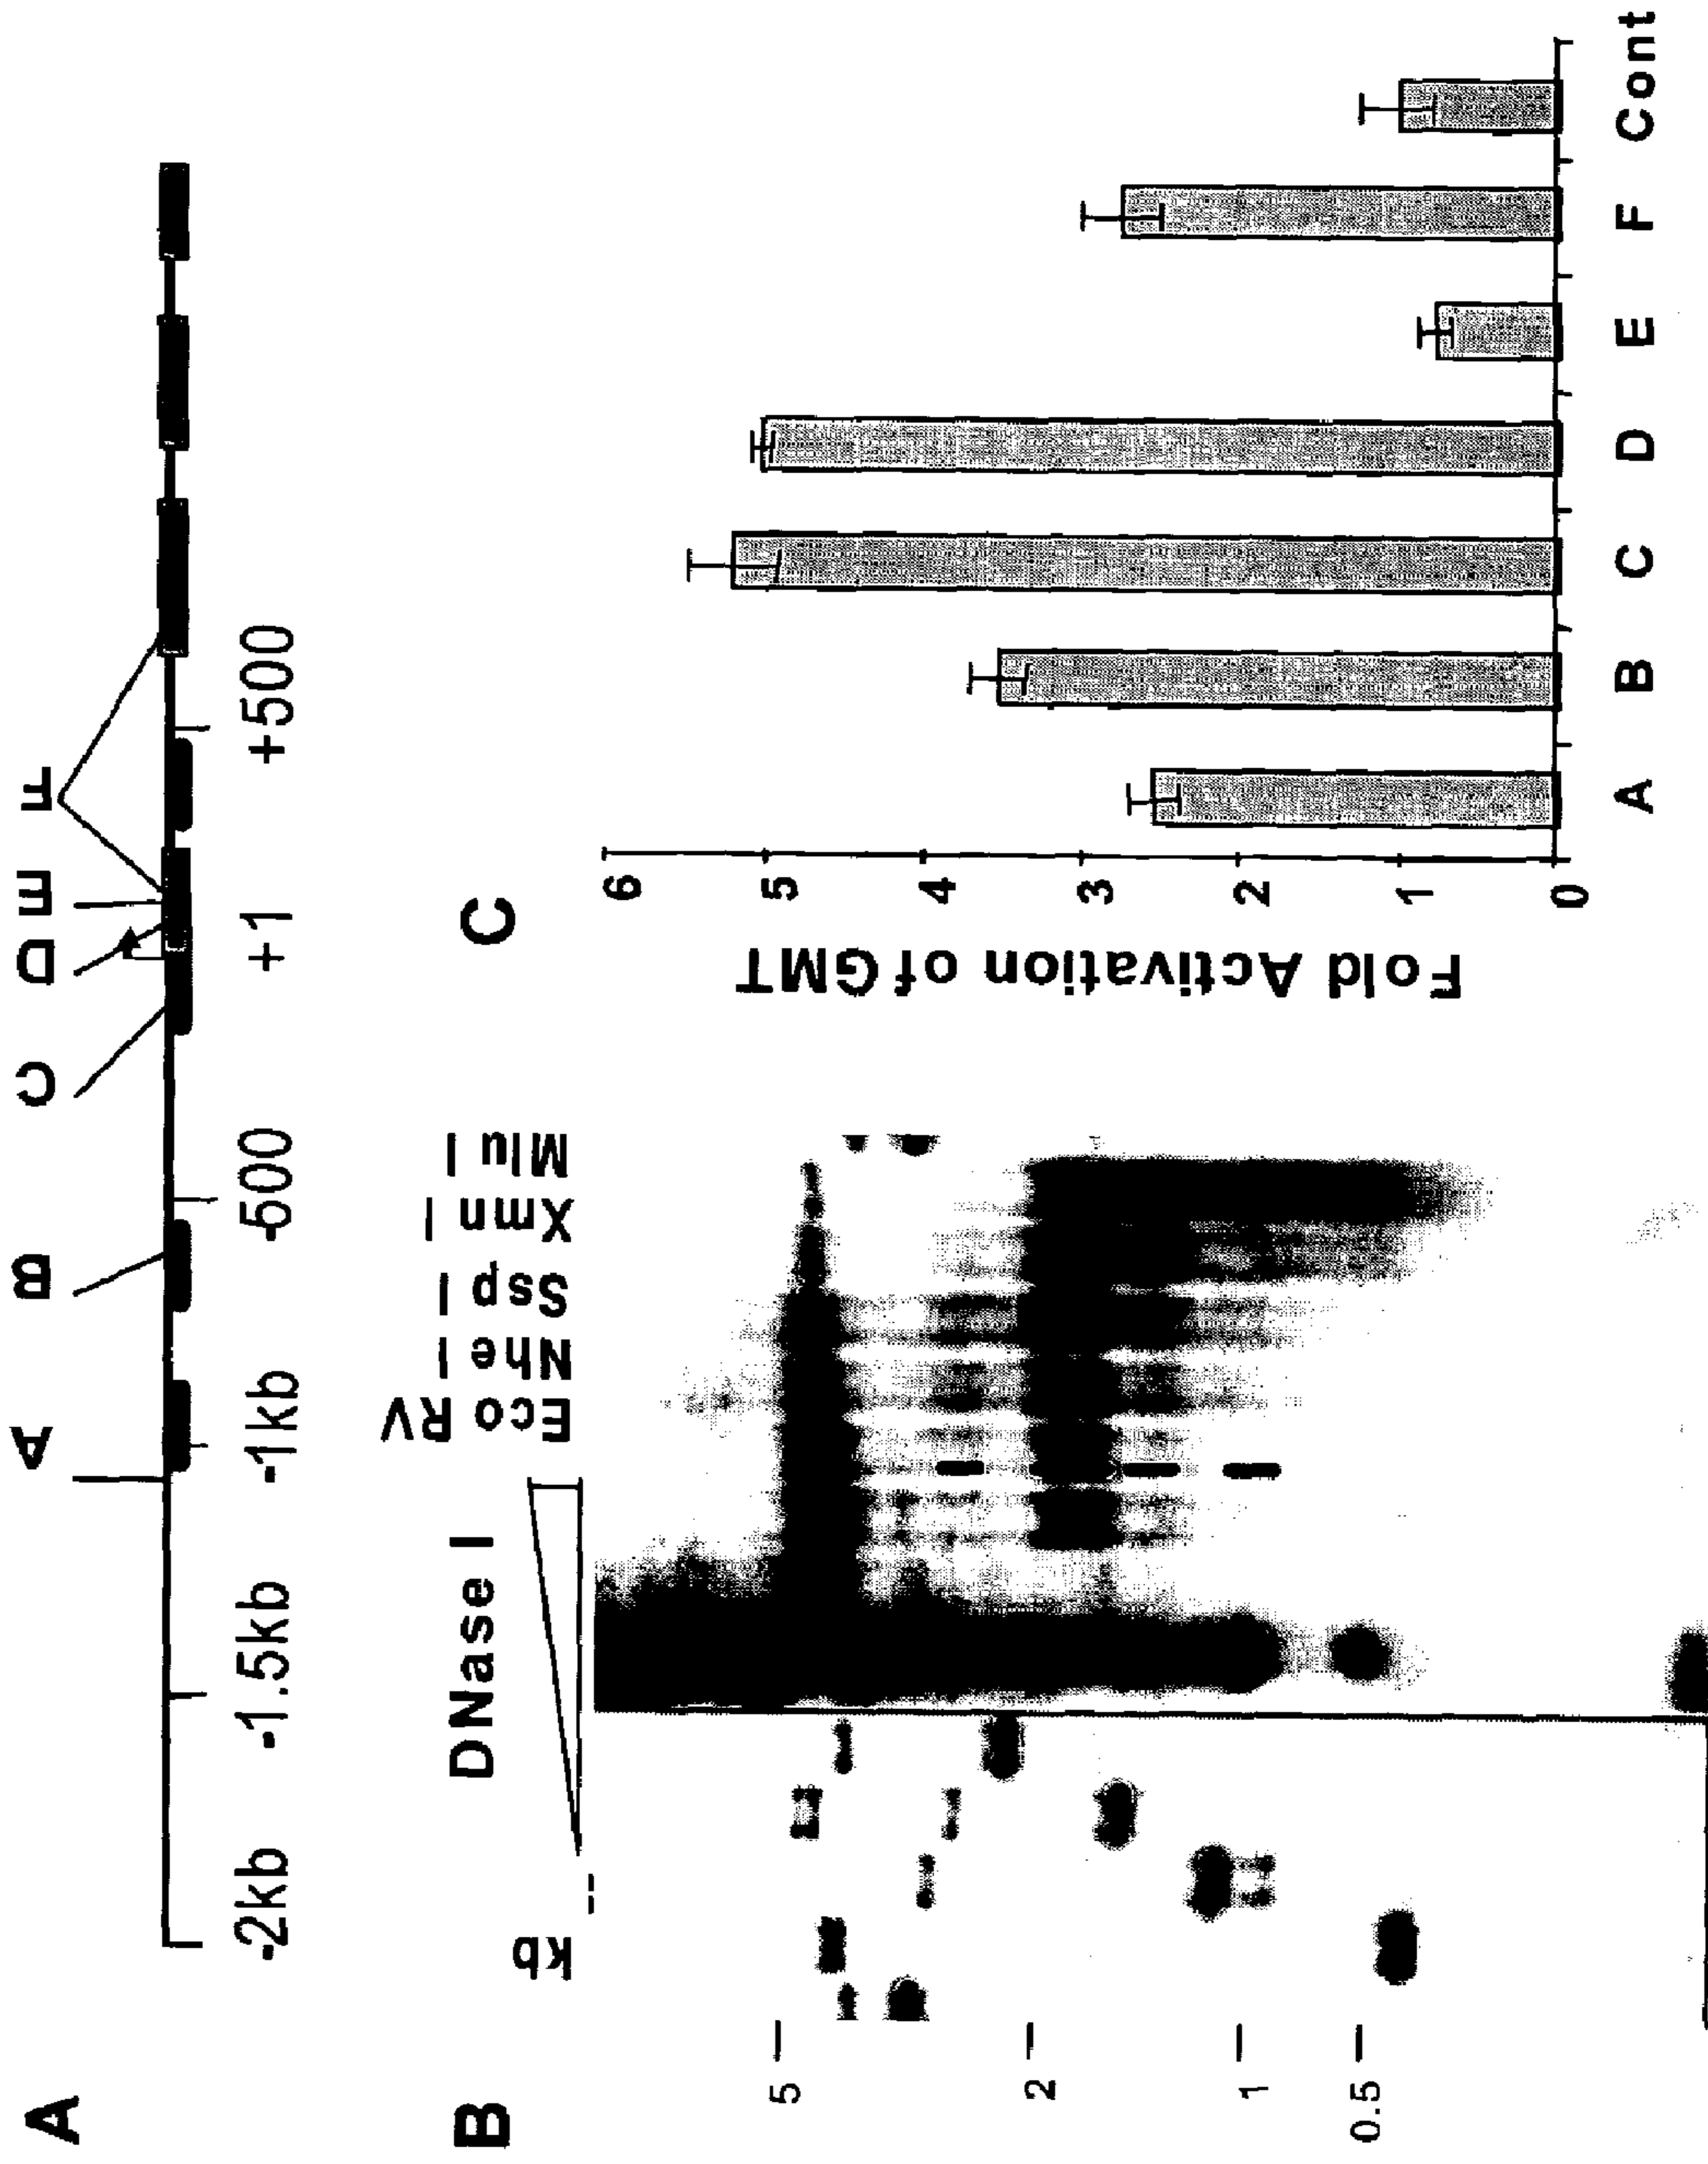 A
A B C D E F
-2kb -1.5kb -1kb -500 +1 +500
B
kb
DNase I
Eco RV
Nhe I
Ssp I
Xmn I
Mlu I
5
2
1
0.5
C
Fold Activation of GMT
6
5
4
3
2
1
0
A B C D E F Cont